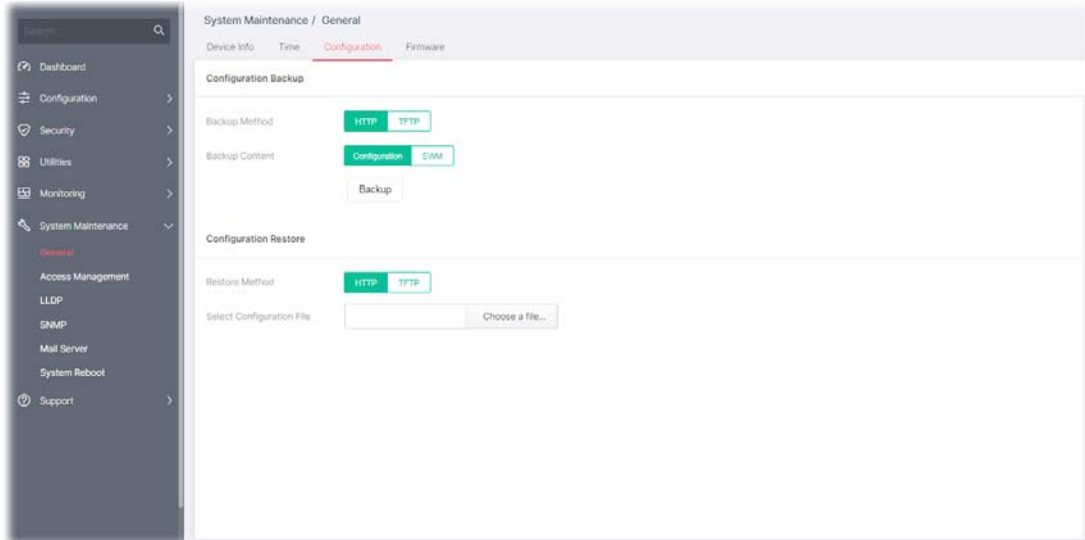 Search...
System Maintenance / General
Device Info Time Configuration Firmware
Dashboard
Configuration
Security
Utilities
Monitoring
System Maintenance
General
Access Management
LLDP
SNMP
Mail Server
System Reboot
Support
Configuration Backup
Backup Method HTTP TFTP
Backup Content Configuration SWM
Backup
Configuration Restore
Restore Method HTTP TFTP
Select Configuration File Choose a file...